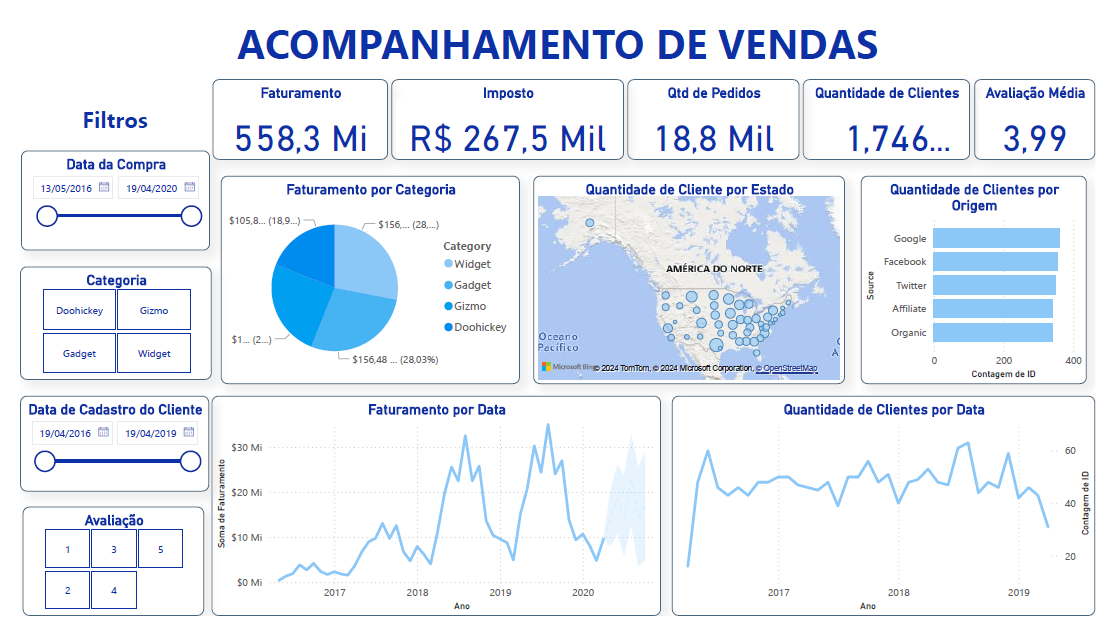 ACOMPANHAMENTO DE VENDAS
Filtros
Faturamento
558,3 Mi
Imposto
R$ 267,5 Mil
Qtd de Pedidos
18,8 Mil
Quantidade de Clientes
1,746...
Avaliação Média
3,99
Data da Compra
13/05/2016
19/04/2020
Categoria
Doohickey
Gizmo
Gadget
Widget
Data de Cadastro do Cliente
19/04/2016
19/04/2019
Avaliação
1
3
5
2
4
Faturamento por Categoria
$105,8... (18,9...)
$156,... (28,...)
$1... (2...)
$156,48 ... (28,03%)
Category
Widget
Gadget
Gizmo
Doohickey
Quantidade de Cliente por Estado
AMÉRICA DO NORTE
Oceano
Pacífico
Microsoft Bing
© 2024 TomTom, © 2024 Microsoft Corporation, © OpenStreetMap
Quantidade de Clientes por
Origem
Source
Google
Facebook
Twitter
Affiliate
Organic
0
200
400
Contagem de ID
Faturamento por Data
Soma de Faturamento
$30 Mi
$20 Mi
$10 Mi
$0 Mi
2017
2018
2019
2020
Ano
Quantidade de Clientes por Data
60
40
20
Contagem de ID
2017
2018
2019
Ano